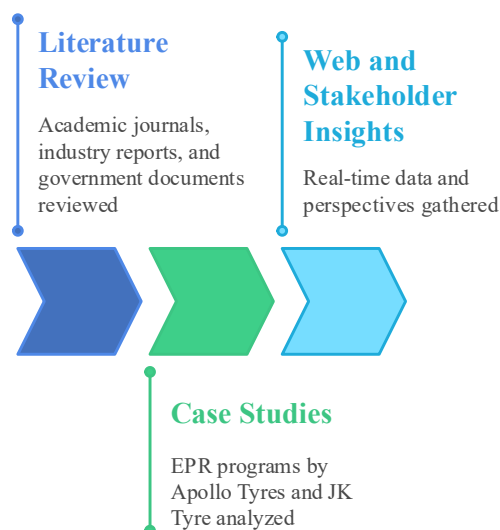 Literature
Review
Academic journals,
industry reports, and
government documents
reviewed
Web and
Stakeholder
Insights
Real-time data and
perspectives gathered
Case Studies
EPR programs by
Apollo Tyres and JK
Tyre analyzed